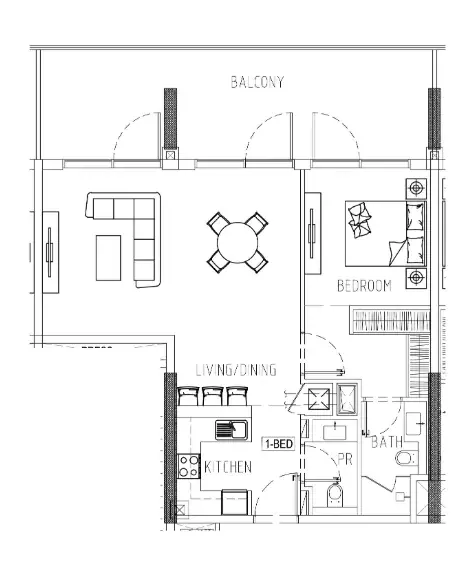 BALCONY
BEDROOM
LIVING/DINING
1-BED
BATH
KITCHEN
PR